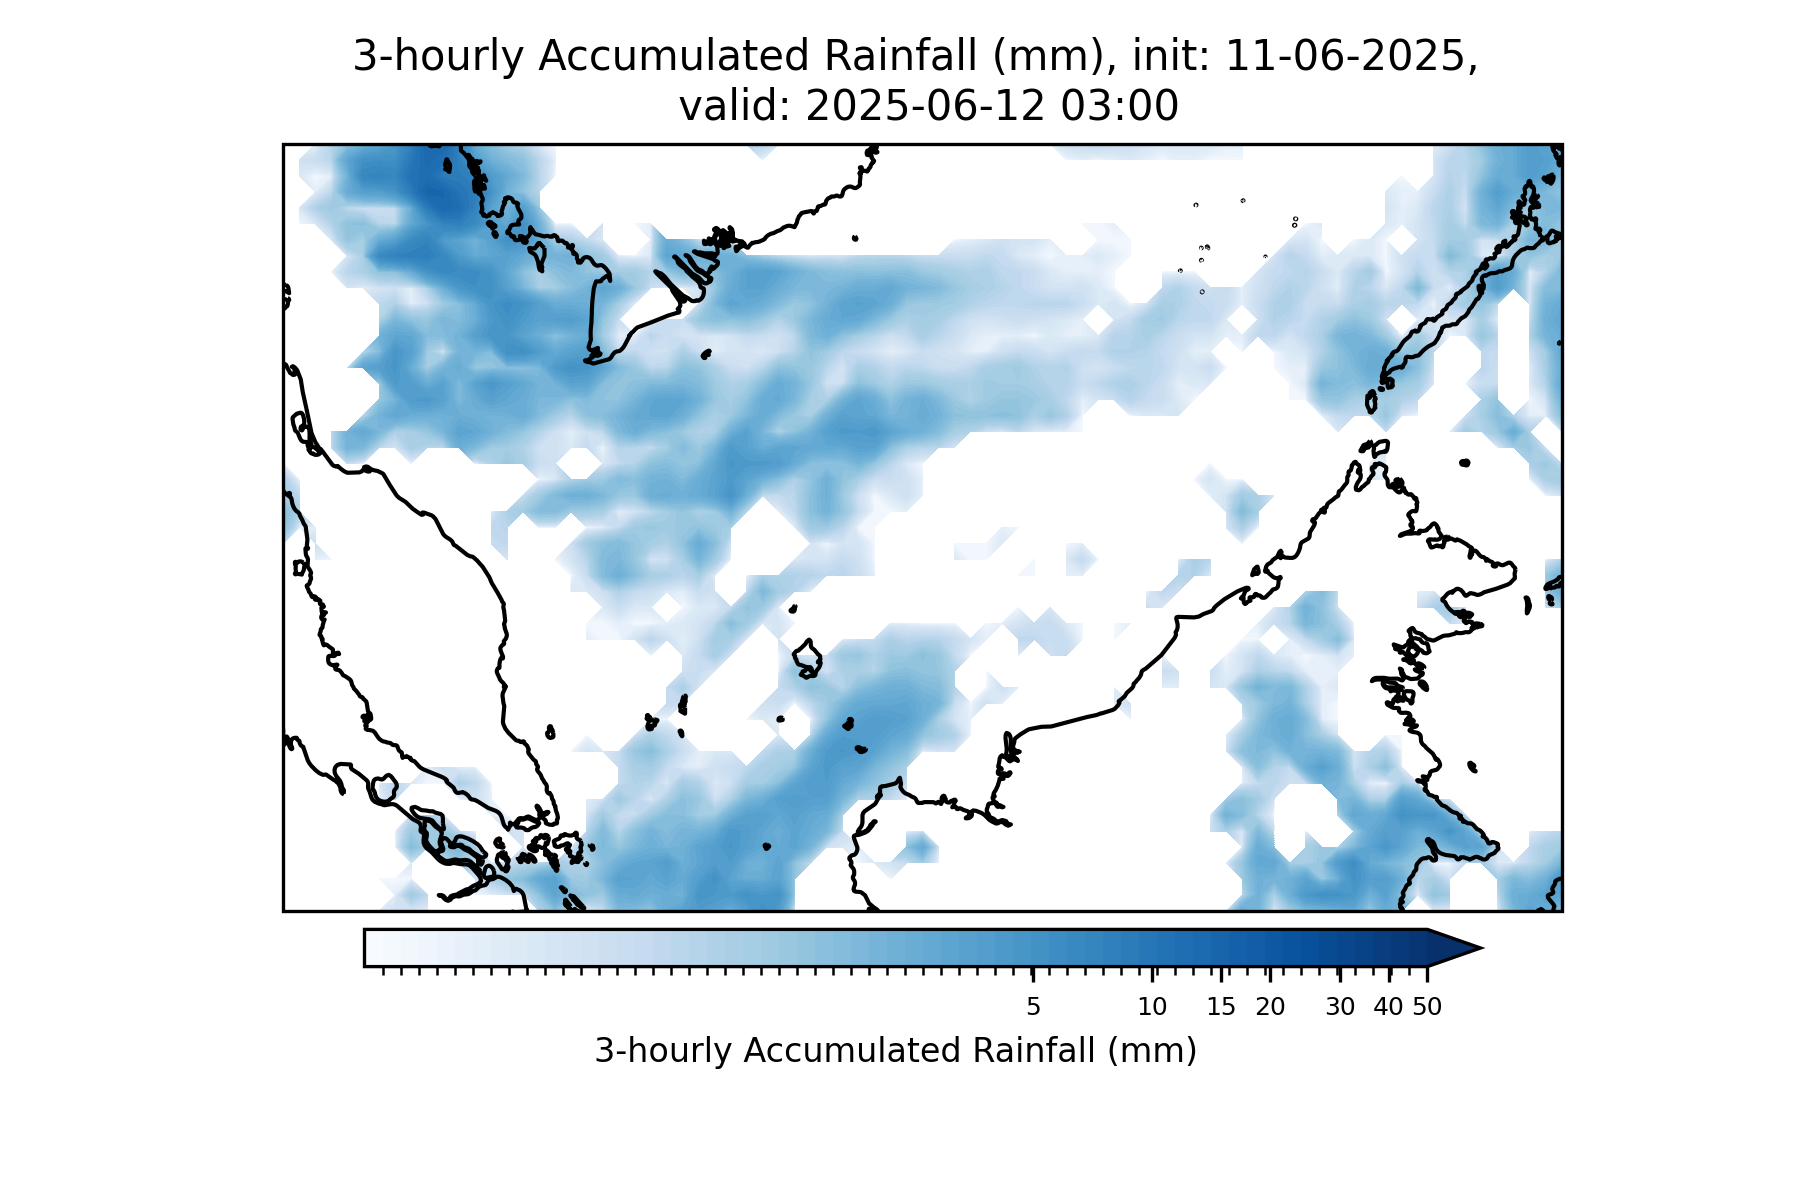 3-hourly Accumulated Rainfall (mm), init: 11-06-2025,
valid: 2025-06-12 03:00
5 10 15 20 30 40 50
3-hourly Accumulated Rainfall (mm)